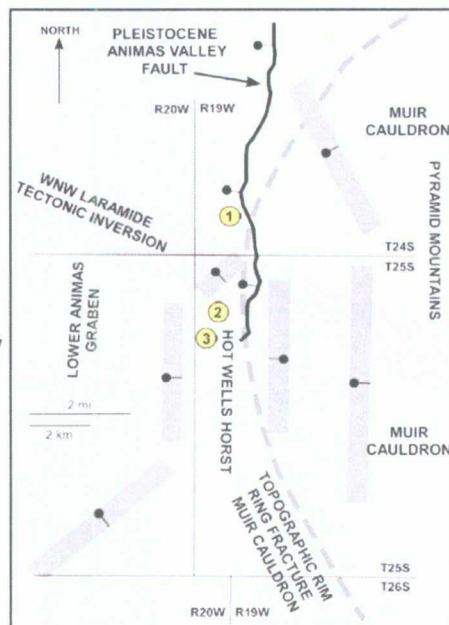 NORTH
PLEISTOCENE
ANIMAS VALLEY
FAULT
R20W
R19W
MUIR
CAULDRON
PYRAMID MOUNTAINS
WNW LARAMIDE
TECTONIC INVERSION
1
T24S
T25S
LOWER ANIMAS
GRABEN
2
3
HOT WELLS HORST
2 mi
2 km
MUIR
CAULDRON
TOPOGRAPHIC RIM
RING FRACTURE
MUIR CAULDRON
T25S
T26S
R20W
R19W